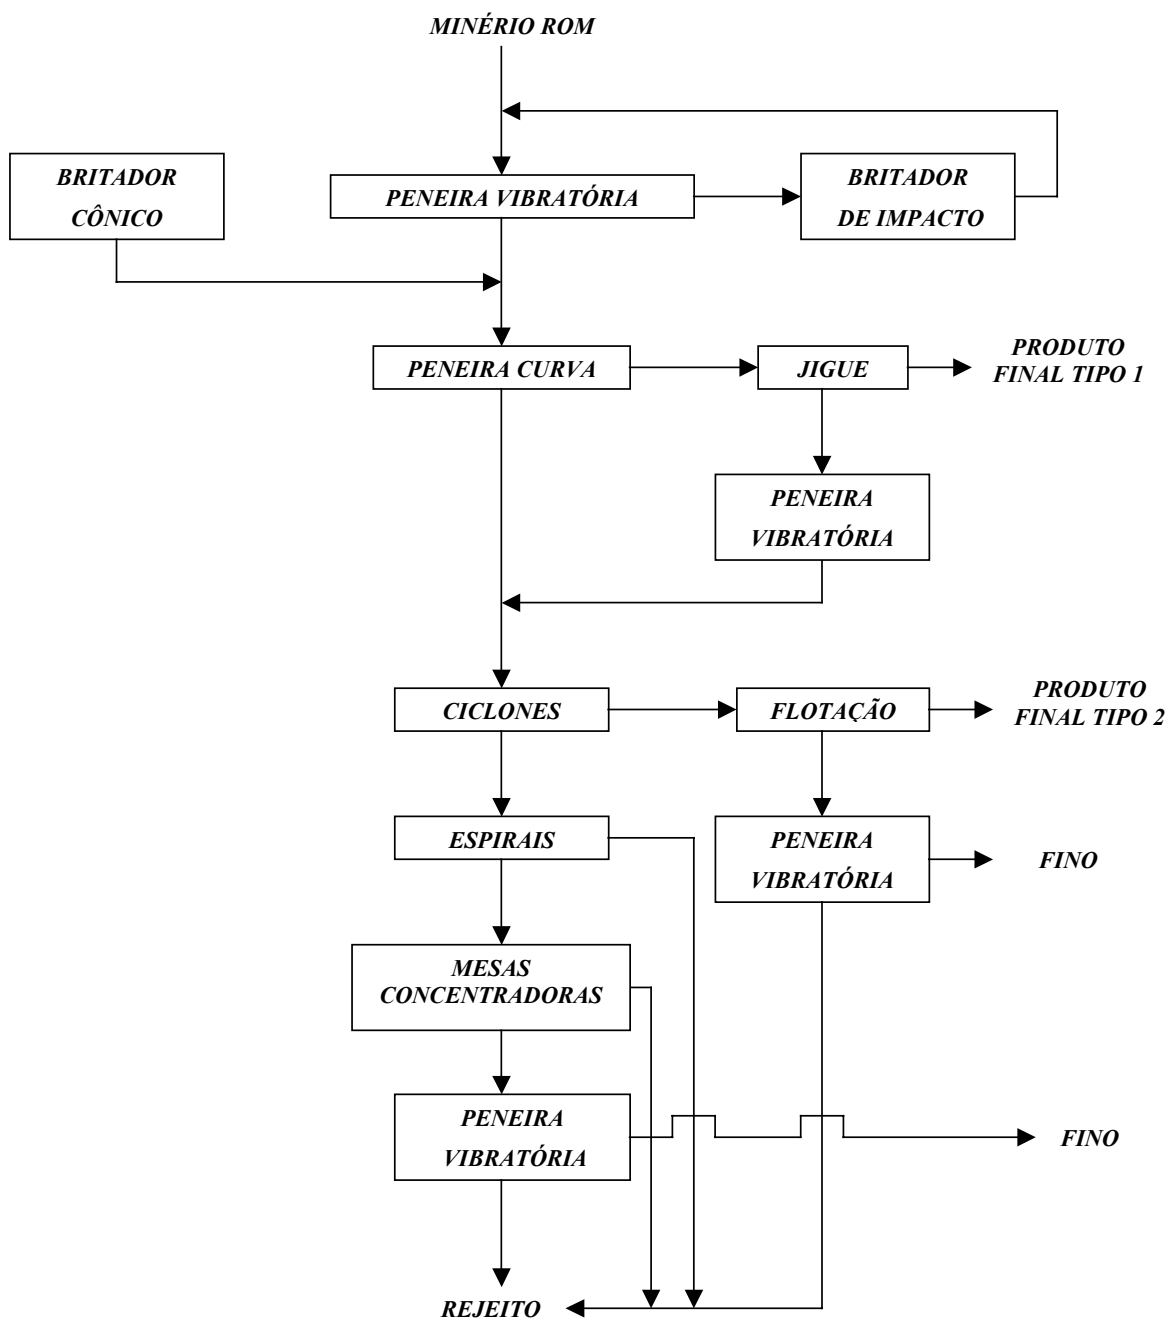 MINÉRIO ROM
BRITADOR
CÔNICO
PENEIRA VIBRATÓRIA
BRITADOR
DE IMPACTO
PENEIRA CURVA
JIGUE
PRODUTO
FINAL TIPO 1
PENEIRA
VIBRATÓRIA
CICLONES
FLOTAÇÃO
PRODUTO
FINAL TIPO 2
ESPIRAIS
PENEIRA
VIBRATÓRIA
FINO
MESAS
CONCENTRADORAS
PENEIRA
VIBRATÓRIA
FINO
REJEITO